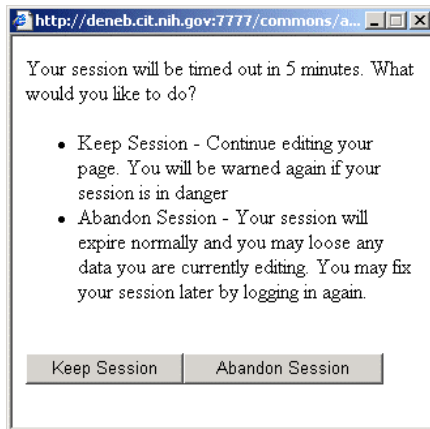 http://deneb.cit.nih.gov:7777/commons/a...
Your session will be timed out in 5 minutes. What
would you like to do?
• Keep Session - Continue editing your
page. You will be warned again if your
session is in danger
• Abandon Session - Your session will
expire normally and you may loose any
data you are currently editing. You may fix
your session later by logging in again.
Keep Session Abandon Session